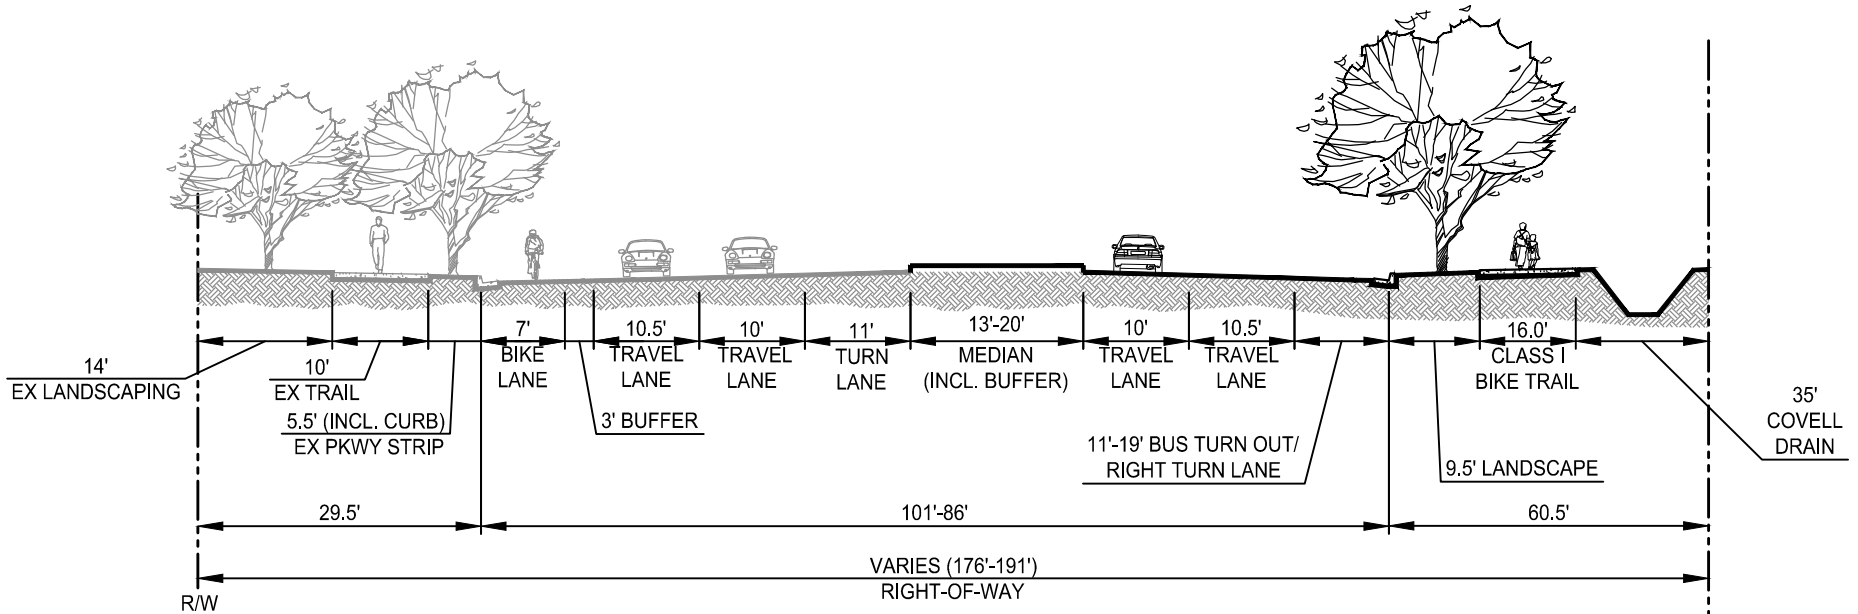 14'
EX LANDSCAPING
10'
EX TRAIL
5.5' (INCL. CURB)
EX PKWY STRIP
7'
BIKE
LANE
3' BUFFER
10.5'
TRAVEL
LANE
10'
TRAVEL
LANE
11'
TURN
LANE
13'-20'
MEDIAN
(INCL. BUFFER)
10'
TRAVEL
LANE
10.5'
TRAVEL
LANE
11'-19' BUS TURN OUT/
RIGHT TURN LANE
9.5' LANDSCAPE
16.0'
CLASS I
BIKE TRAIL
35'
COVELL
DRAIN
29.5'
101'-86'
60.5'
VARIES (176'-191')
RIGHT-OF-WAY
R/W